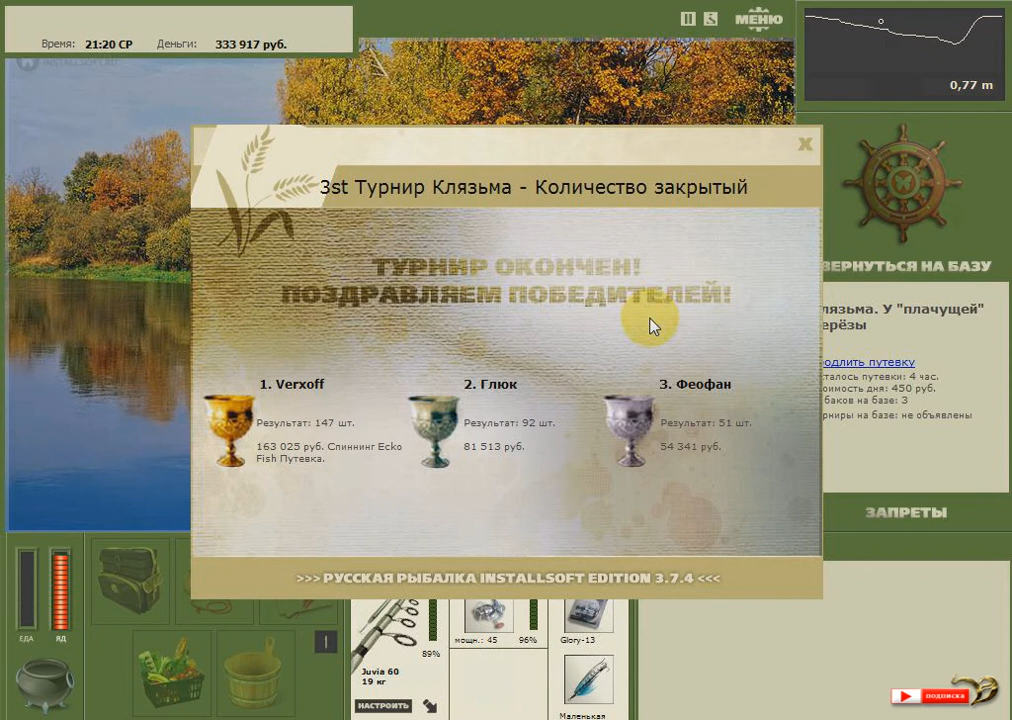 Время: 21:20 СР Деньги: 333 917 руб.
МЕНЮ
INSTALLSOFT
0,77 m
3st Турнир Клязьма - Количество закрытый
X
ТУРНИР ОКОНЧЕН!
ПОЗДРАВЛЯЕМ ПОБЕДИТЕЛЕЙ!
1. Verxoff
Результат: 147 шт.
163 025 руб. Спиннинг Ecko
Fish Путевка.
2. Глюк
Результат: 92 шт.
81 513 руб.
3. Феофан
Результат: 51 шт.
54 341 руб.
>>> РУССКАЯ РЫБАЛКА INSTALLSOFT EDITION 3.7.4 <<<
ВЕРНУТЬСЯ НА БАЗУ
лязьма. У "плачущей"
ерёзы
одлить путевку
сталось путевки: 4 час.
оимость дня: 450 руб.
баков на базе: 3
рниры на базе: не объявлены
ЗАПРЕТЫ
ЕДА
ЯД
89%
Juvia 60
19 кг
НАСТРОИТЬ
мощн.: 45 96%
Glory-13
Маленькая
подписка